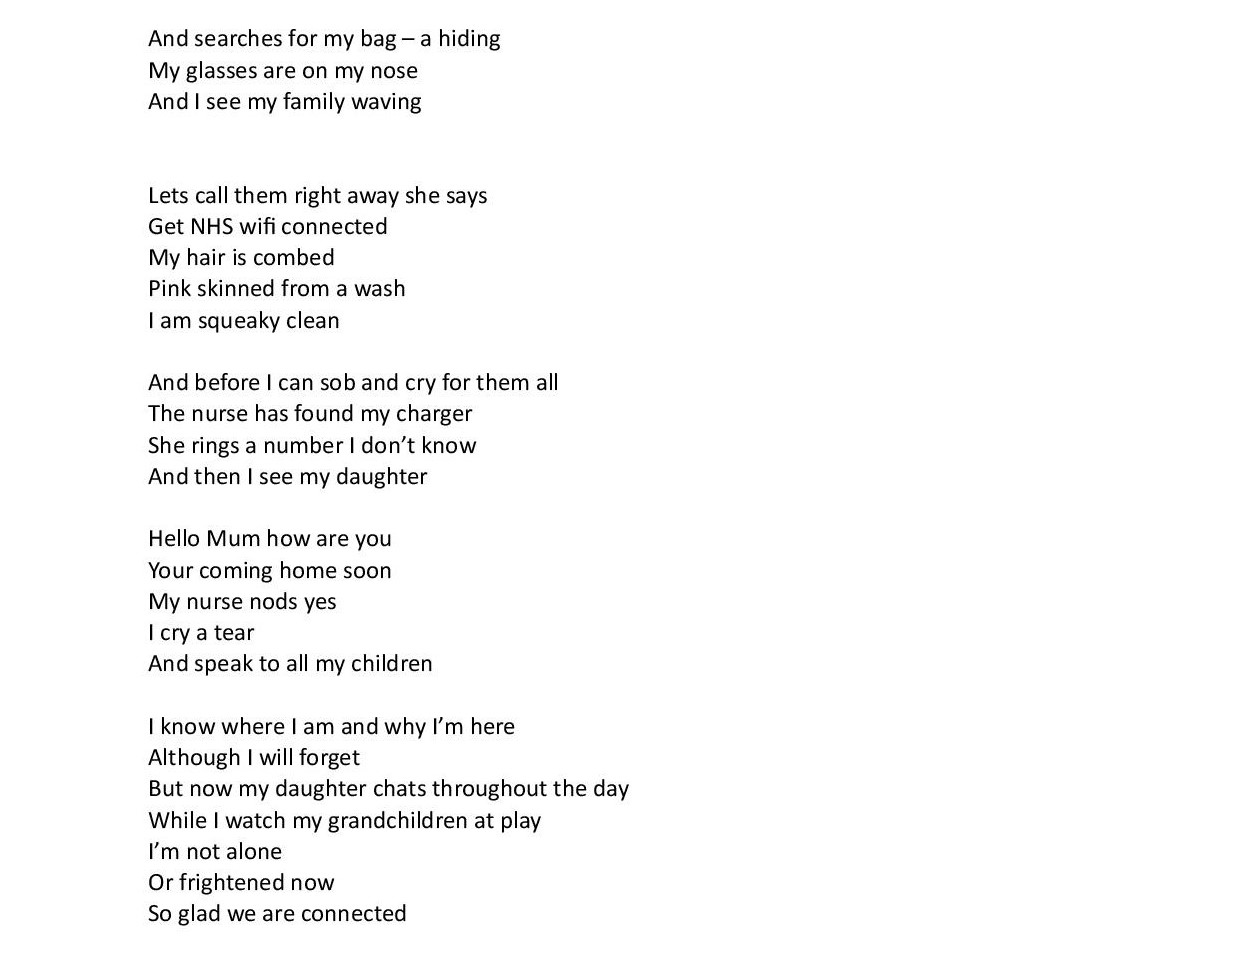 And searches for my bag – a hiding
My glasses are on my nose
And I see my family waving
Lets call them right away she says
Get NHS wifi connected
My hair is combed
Pink skinned from a wash
I am squeaky clean
And before I can sob and cry for them all
The nurse has found my charger
She rings a number I don’t know
And then I see my daughter
Hello Mum how are you
Your coming home soon
My nurse nods yes
I cry a tear
And speak to all my children
I know where I am and why I’m here
Although I will forget
But now my daughter chats throughout the day
While I watch my grandchildren at play
I’m not alone
Or frightened now
So glad we are connected